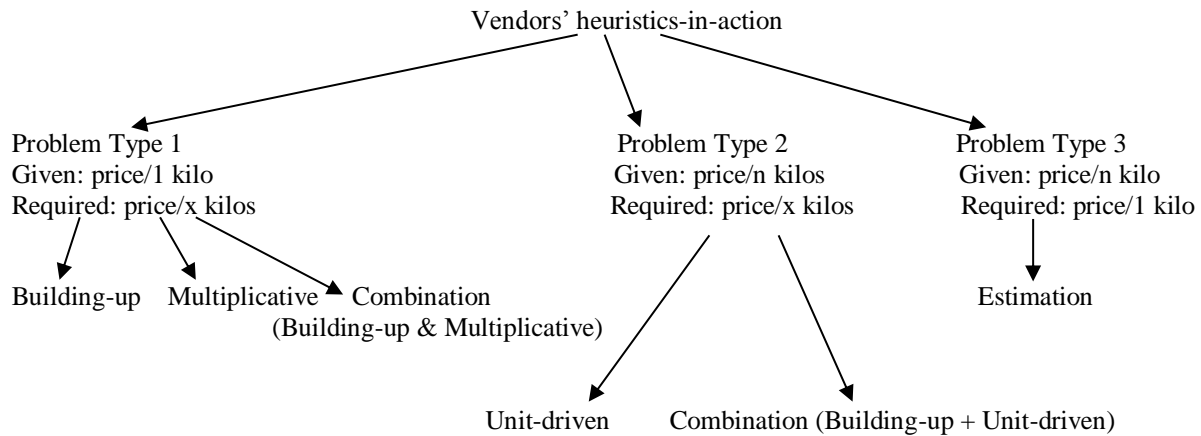 Vendors’ heuristics-in-action
Problem Type 1
Given: price/1 kilo
Required: price/x kilos
Problem Type 2
Given: price/n kilos
Required: price/x kilos
Problem Type 3
Given: price/n kilo
Required: price/1 kilo
Building-up
Multiplicative
Combination
(Building-up & Multiplicative)
Estimation
Unit-driven
Combination (Building-up + Unit-driven)